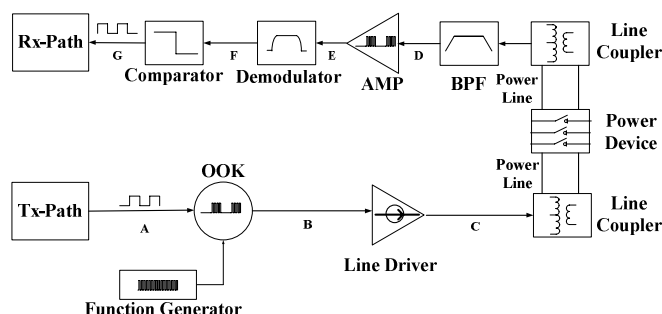 Rx-Path
G
Comparator
F
Demodulator
E
AMP
D
BPF
Line
Coupler
Power
Line
Power
Device
Power
Line
OOK
Tx-Path
A
B
Line Driver
C
Line
Coupler
Function Generator